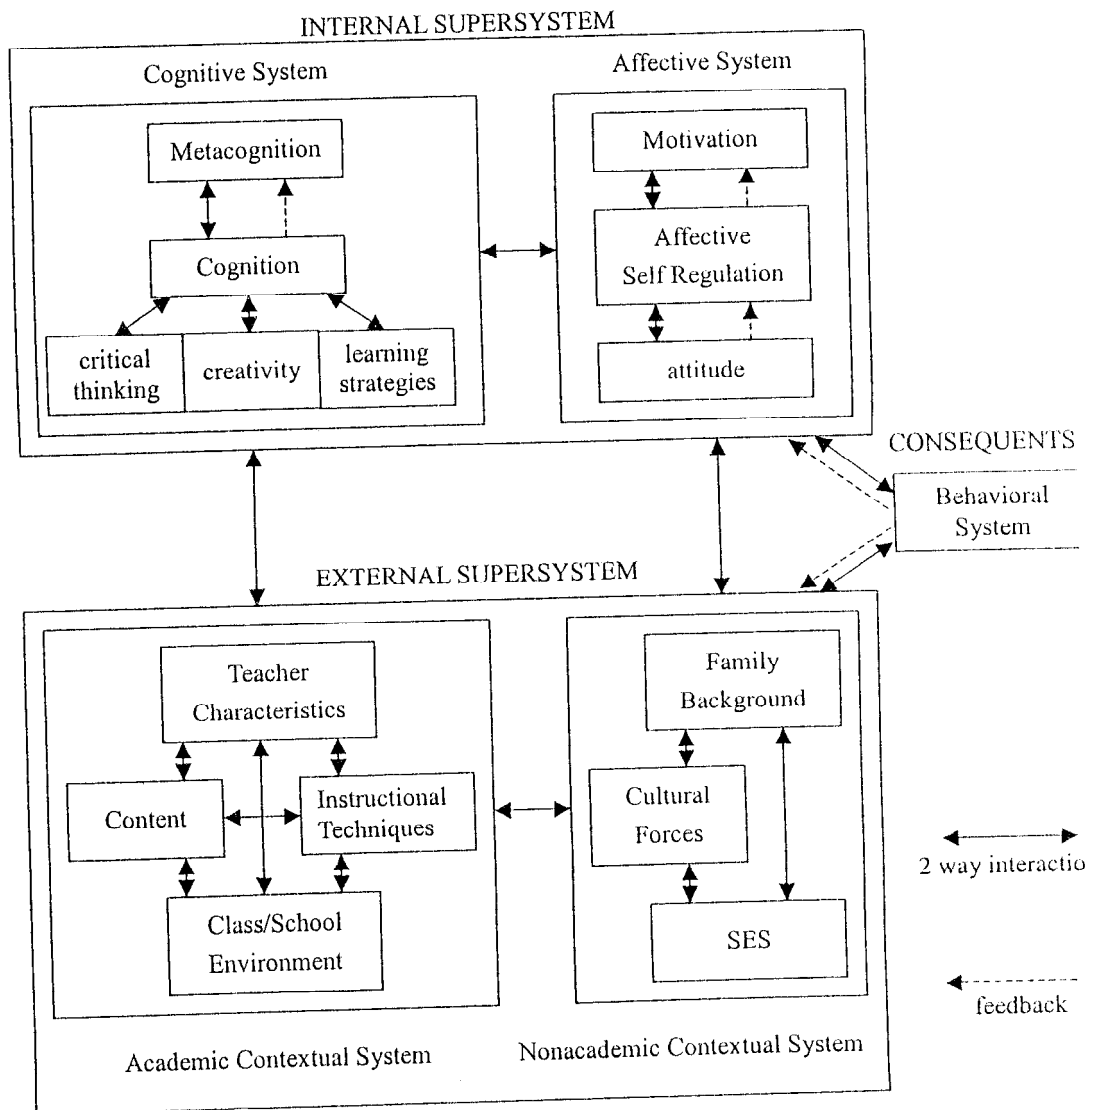 INTERNAL SUPERSYSTEM
Cognitive System
Affective System
Metacognition
Cognition
critical
thinking
creativity
learning
strategies
Motivation
Affective
Self Regulation
attitude
CONSEQUENTS
Behavioral
System
EXTERNAL SUPERSYSTEM
Teacher
Characteristics
Content
Instructional
Techniques
Class/School
Environment
Family
Background
Cultural
Forces
SES
2 way interactio
feedback
Academic Contextual System
Nonacademic Contextual System